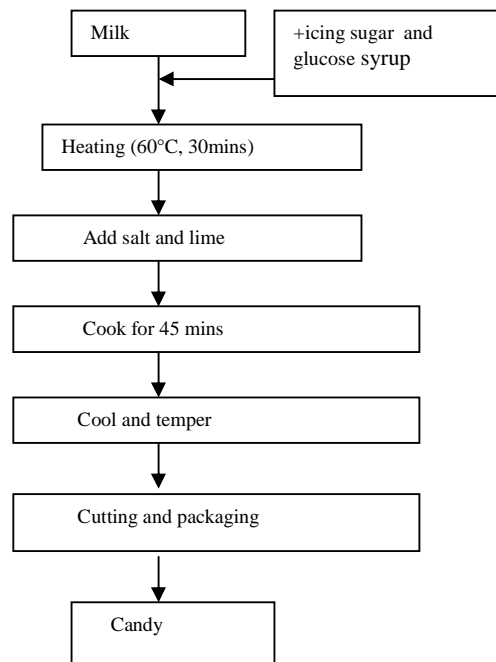 Milk
+icing sugar and
glucose syrup
Heating (60°C, 30mins)
Add salt and lime
Cook for 45 mins
Cool and temper
Cutting and packaging
Candy